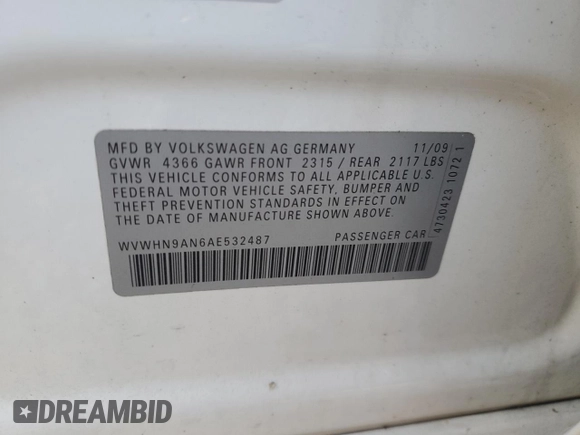 MFD BY VOLKSWAGEN AG GERMANY 11/09
GVWR 4366 GAWR FRONT 2315 / REAR 2117 LBS
THIS VEHICLE CONFORMS TO ALL APPLICABLE U.S.
FEDERAL MOTOR VEHICLE SAFETY, BUMPER AND
THEFT PREVENTION STANDARDS IN EFFECT ON
THE DATE OF MANUFACTURE SHOWN ABOVE.
WVWHN9AN6AE532487 PASSENGER CAR
4730423 1072 1
DREAMBID